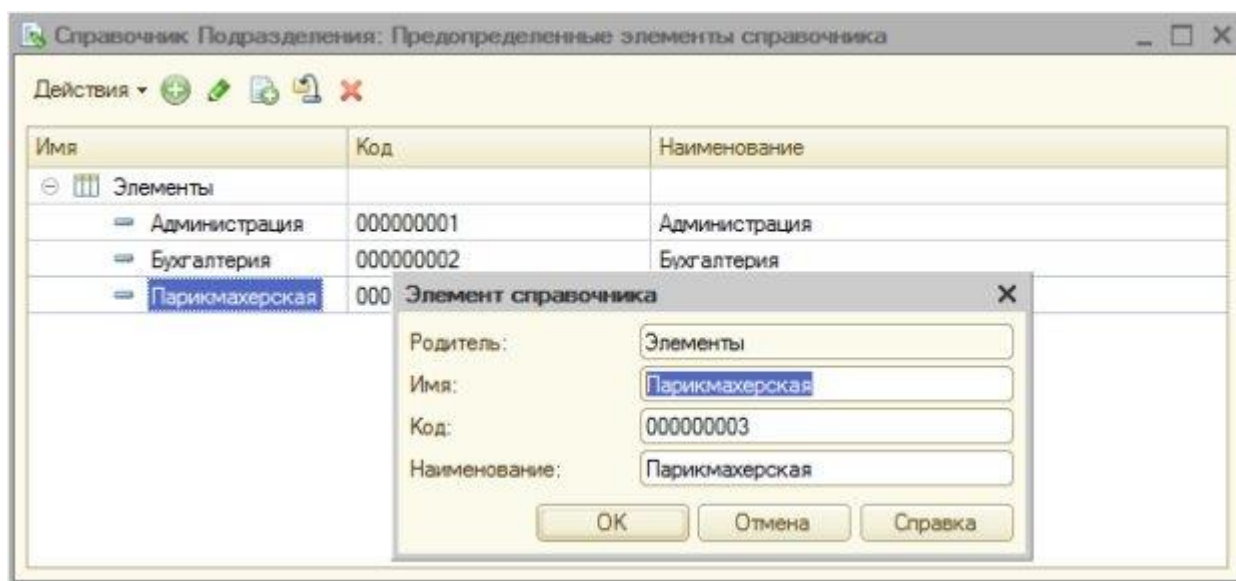 Справочник Подразделения: Предопределенные элементы справочника
Действия
Имя Код Наименование
Элементы
Администрация 000000001 Администрация
Бухгалтерия 000000002 Бухгалтерия
Парикмахерская 000
Элемент справочника
Родитель: Элементы
Имя: Парикмахерская
Код: 000000003
Наименование: Парикмахерская
OK Отмена Справка